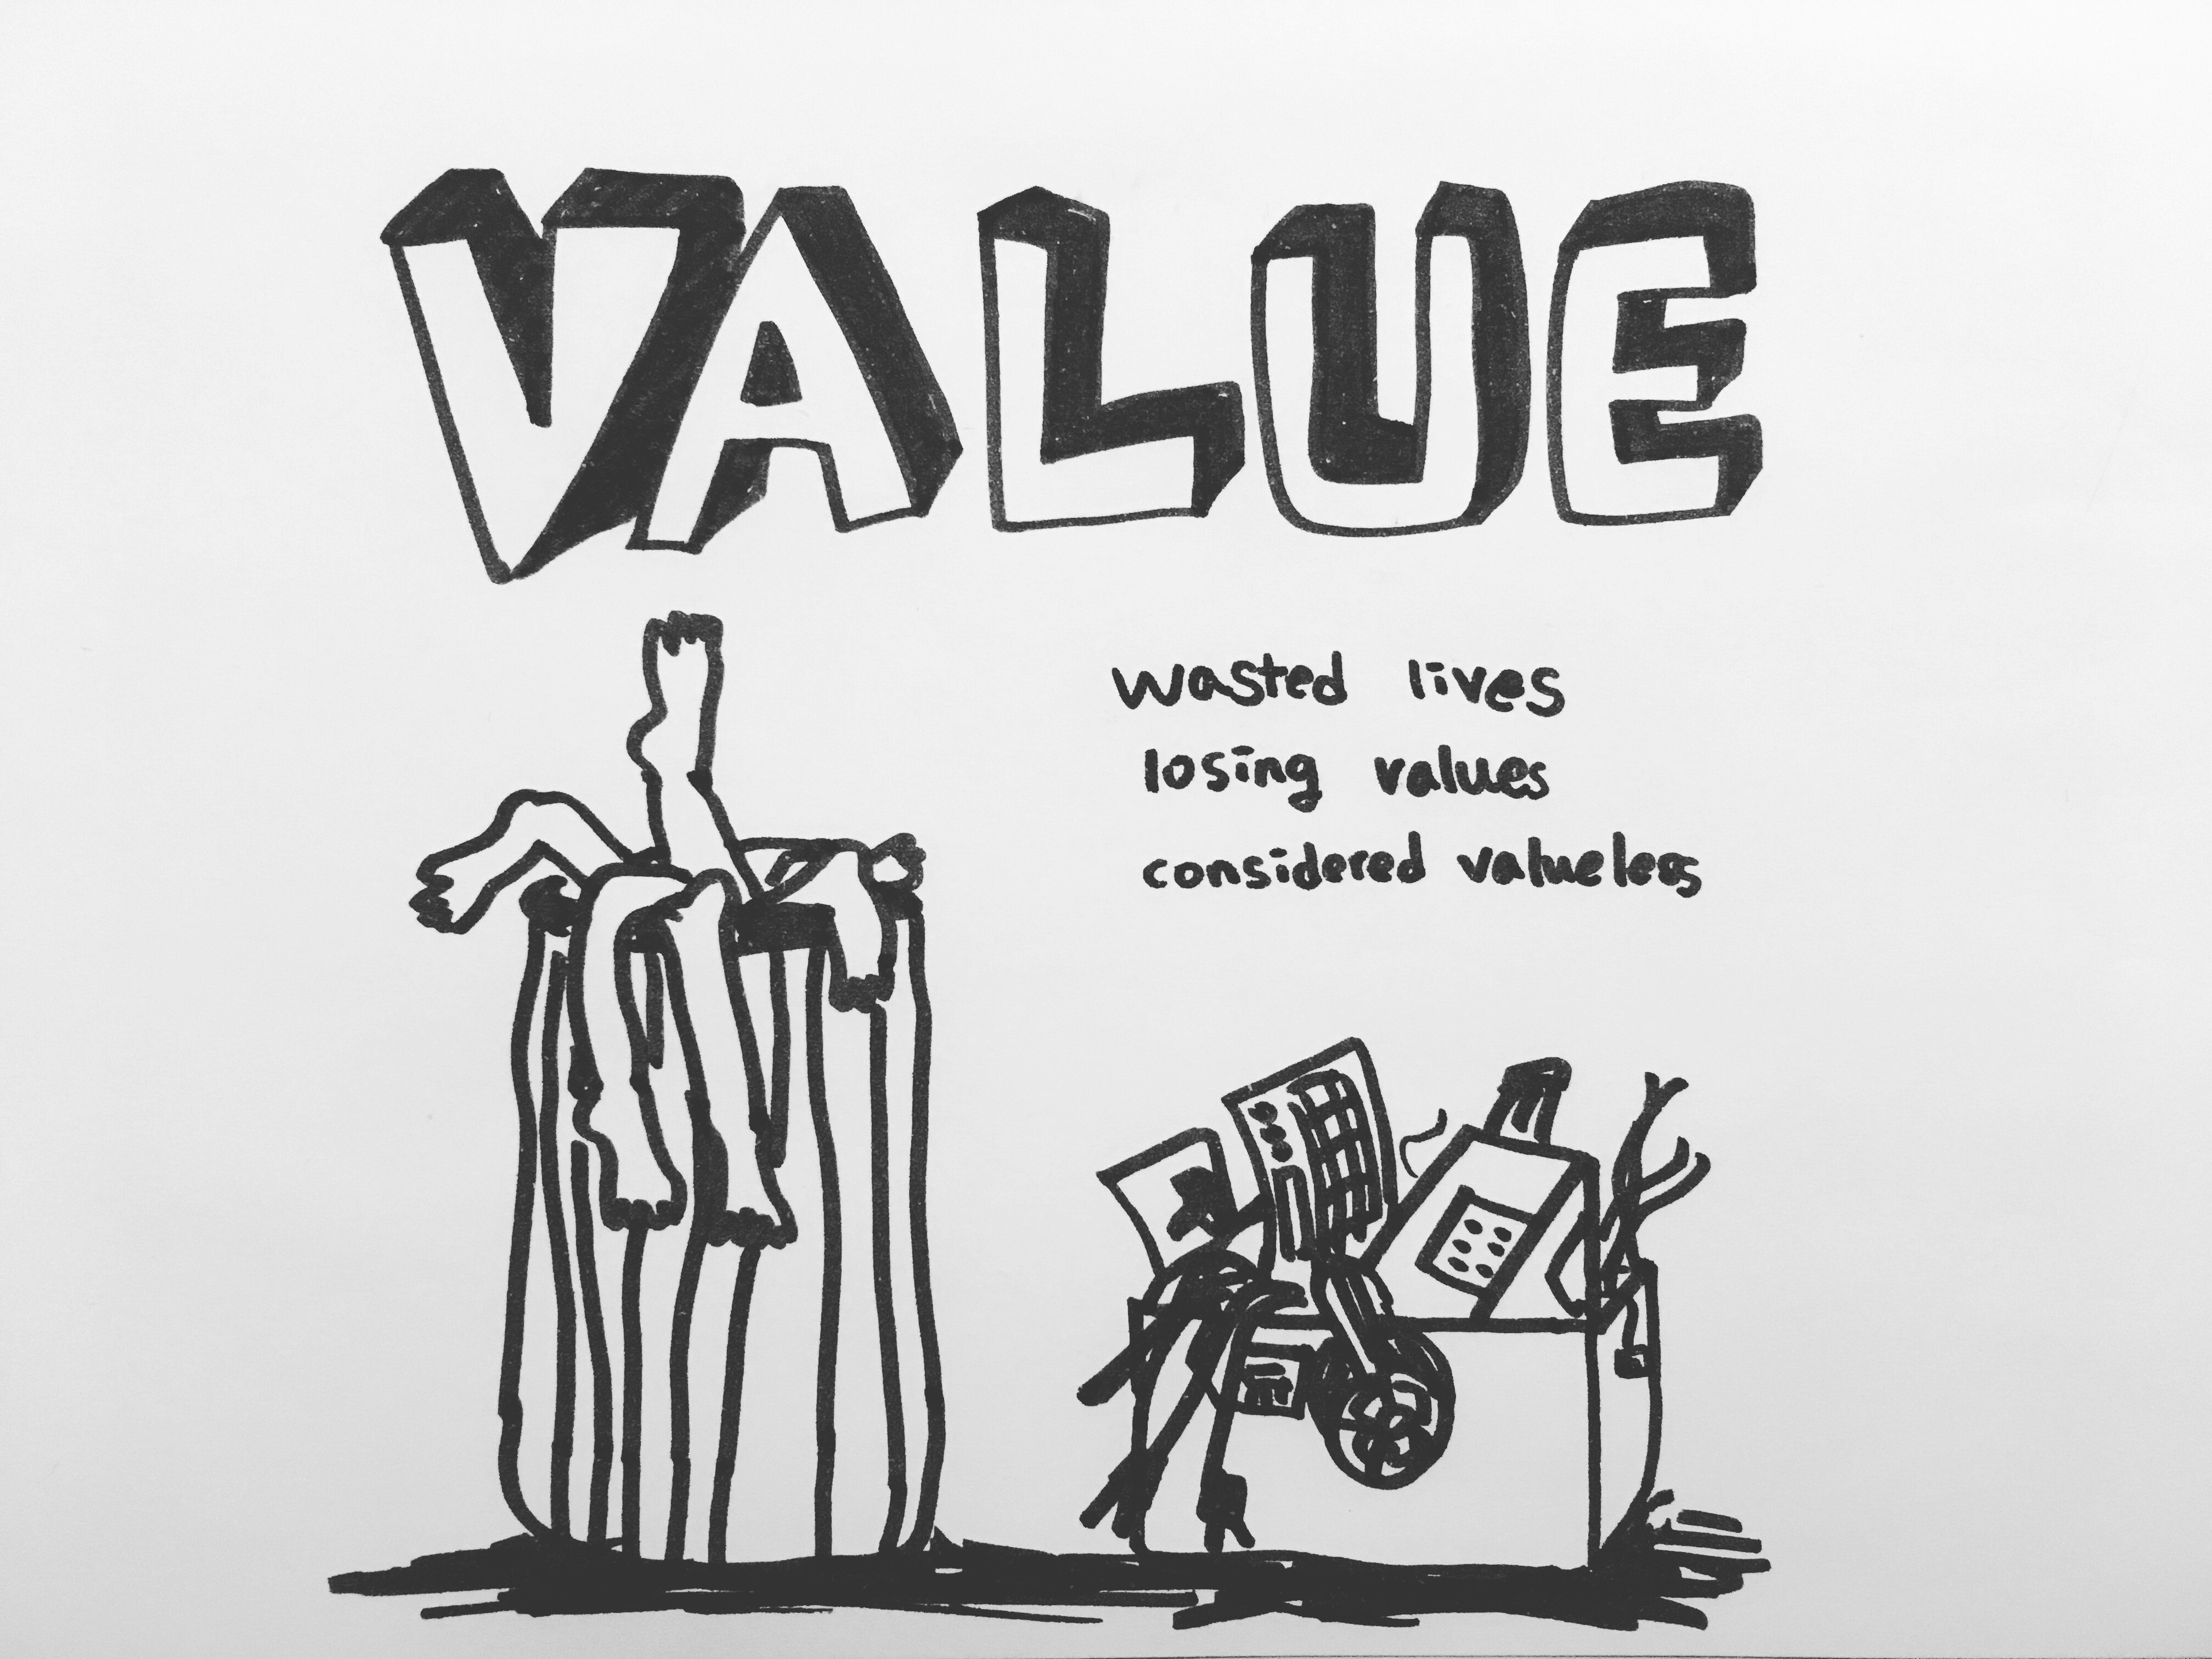 VALUE
wasted lives
losing values
considered valueless